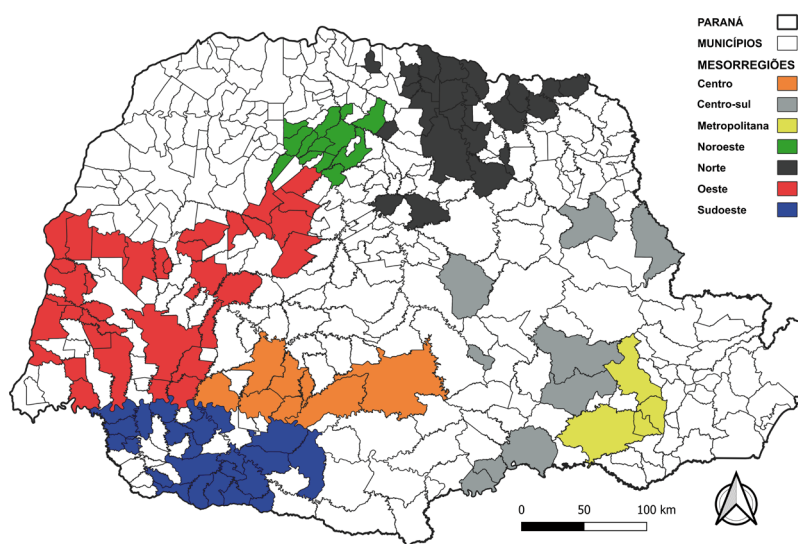 PARANÁ
MUNICÍPIOS
MESORREGIÕES
Centro
Centro-sul
Metropolitana
Noroeste
Norte
Oeste
Sudoeste
0 50 100 km